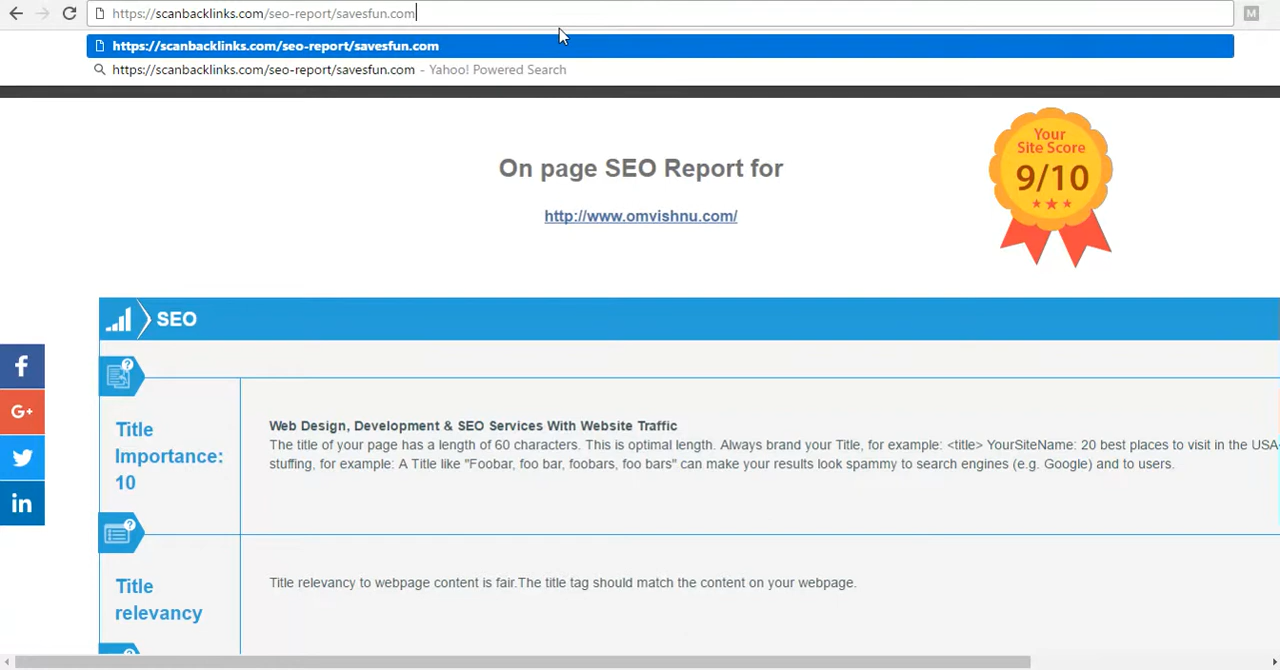 https://scanbacklinks.com/seo-report/savesfun.com
M
https://scanbacklinks.com/seo-report/savesfun.com
https://scanbacklinks.com/seo-report/savesfun.com - Yahoo! Powered Search
Your
Site Score
9/10
On page SEO Report for
http://www.omvishnu.com/
SEO
f
G+
in
?
Title
Importance:
10
Web Design, Development & SEO Services With Website Traffic
The title of your page has a length of 60 characters. This is optimal length. Always brand your Title, for example: <title> YourSiteName: 20 best places to visit in the USA-
stuffing, for example: A Title like "Foobar, foo bar, foobars, foo bars" can make your results look spammy to search engines (e.g. Google) and to users.
?
Title
relevancy
Title relevancy to webpage content is fair.The title tag should match the content on your webpage.
?